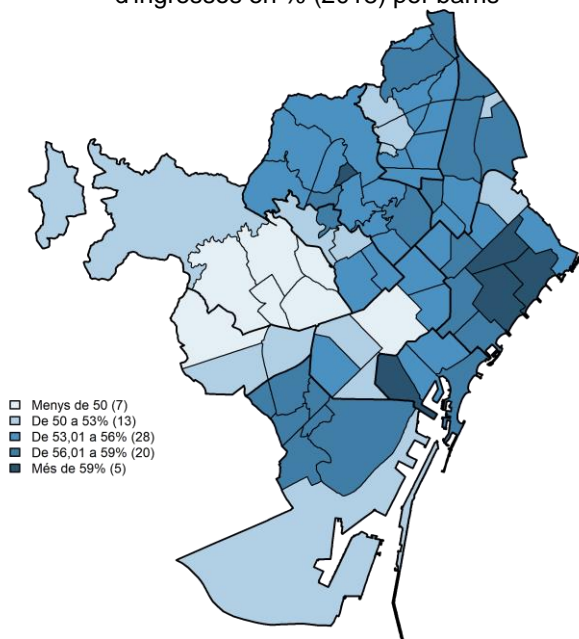 d'ingressos en % (2018) per barris
Menys de 50 (7)
De 50 a 53% (13)
De 53,01 a 56% (28)
De 56,01 a 59% (20)
Més de 59% (5)